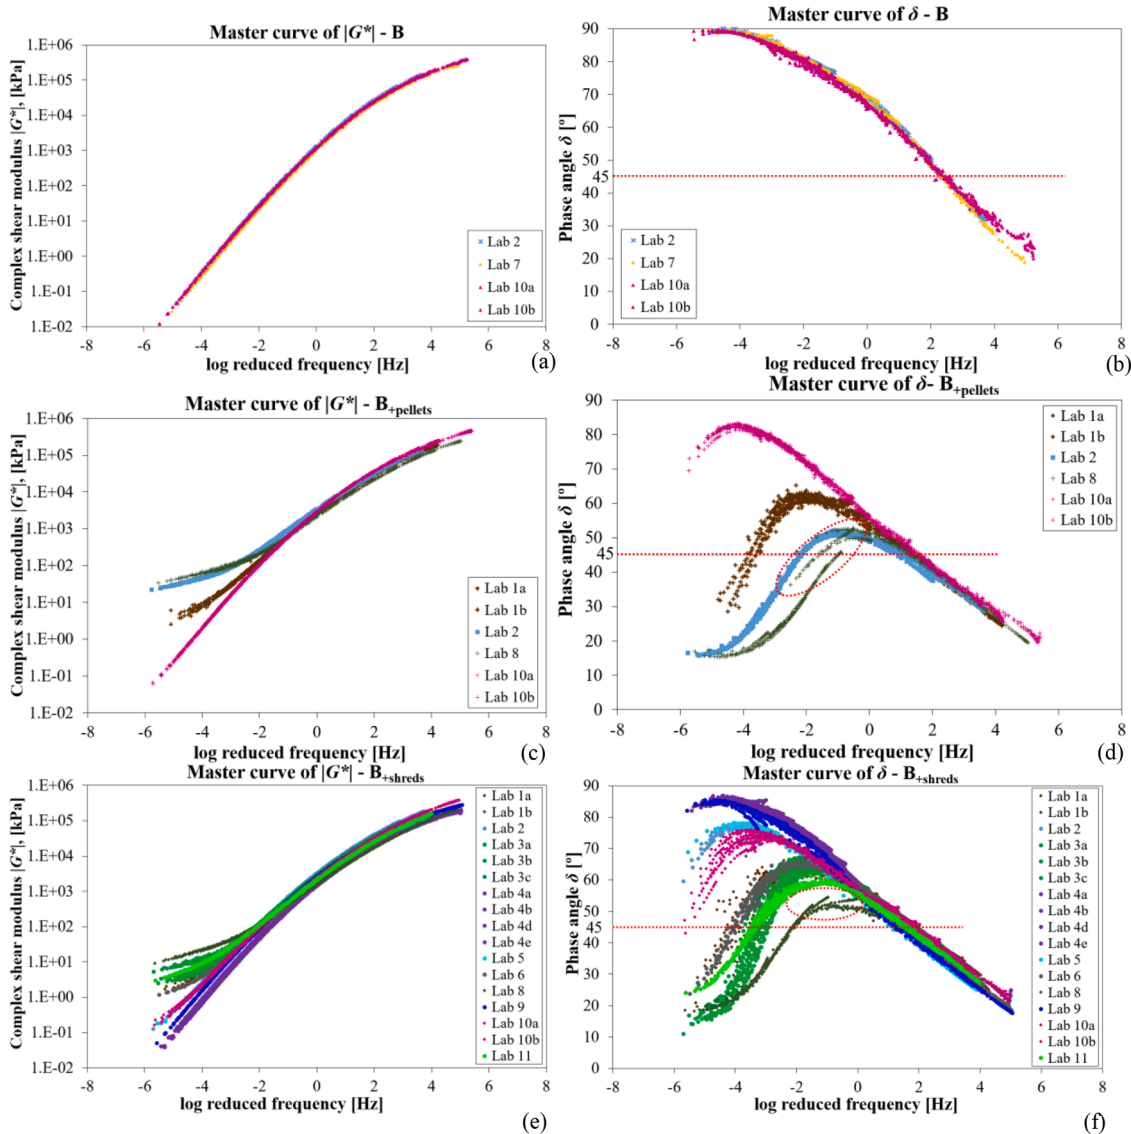 Master curve of |G*| - B
Complex shear modulus |G*|, [kPa]
1.E+06
1.E+05
1.E+04
1.E+03
1.E+02
1.E+01
1.E+00
1.E-01
1.E-02
-8 -6 -4 -2 0 2 4 6 8
log reduced frequency [Hz]
Lab 2
Lab 7
Lab 10a
Lab 10b
(a)
Master curve of δ - B
Phase angle δ [°]
90
80
70
60
50
45
40
30
20
10
0
-8 -6 -4 -2 0 2 4 6 8
log reduced frequency [Hz]
Lab 2
Lab 7
Lab 10a
Lab 10b
(b)
Master curve of |G*| - B+pellets
Complex shear modulus |G*|, [kPa]
1.E+06
1.E+05
1.E+04
1.E+03
1.E+02
1.E+01
1.E+00
1.E-01
1.E-02
-8 -6 -4 -2 0 2 4 6 8
log reduced frequency [Hz]
Lab 1a
Lab 1b
Lab 2
Lab 8
Lab 10a
Lab 10b
(c)
Master curve of δ- B+pellets
Phase angle δ [°]
90
80
70
60
50
45
40
30
20
10
0
-8 -6 -4 -2 0 2 4 6 8
log reduced frequency [Hz]
Lab 1a
Lab 1b
Lab 2
Lab 8
Lab 10a
Lab 10b
(d)
Master curve of |G*| - B+shreds
Complex shear modulus |G*|, [kPa]
1.E+06
1.E+05
1.E+04
1.E+03
1.E+02
1.E+01
1.E+00
1.E-01
1.E-02
-8 -6 -4 -2 0 2 4 6 8
log reduced frequency [Hz]
Lab 1a
Lab 1b
Lab 2
Lab 3a
Lab 3b
Lab 3c
Lab 4a
Lab 4b
Lab 4d
Lab 4e
Lab 5
Lab 6
Lab 8
Lab 9
Lab 10a
Lab 10b
Lab 11
(e)
Master curve of δ - B+shreds
Phase angle δ [°]
90
80
70
60
50
45
40
30
20
10
0
-8 -6 -4 -2 0 2 4 6 8
log reduced frequency [Hz]
Lab 1a
Lab 1b
Lab 2
Lab 3a
Lab 3b
Lab 3c
Lab 4a
Lab 4b
Lab 4d
Lab 4e
Lab 5
Lab 6
Lab 8
Lab 9
Lab 10a
Lab 10b
Lab 11
(f)